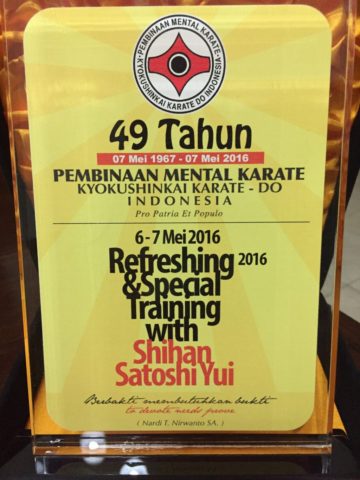 PEMBINAAN MENTAL KARATE
KYOKUSHINKAI KARATE DO INDONESIA
49 Tahun
07 Mei 1967 - 07 Mei 2016
PEMBINAAN MENTAL KARATE
KYOKUSHINKAI KARATE - DO
INDONESIA
Pro Patria Et Populo
6 - 7 Mei 2016
Refreshing 2016
&Special
Training
with
Shihan
Satoshi Yui
Berbakti membutuhkan bukti
to devote needs prove
( Nardi T. Nirwanto SA. )